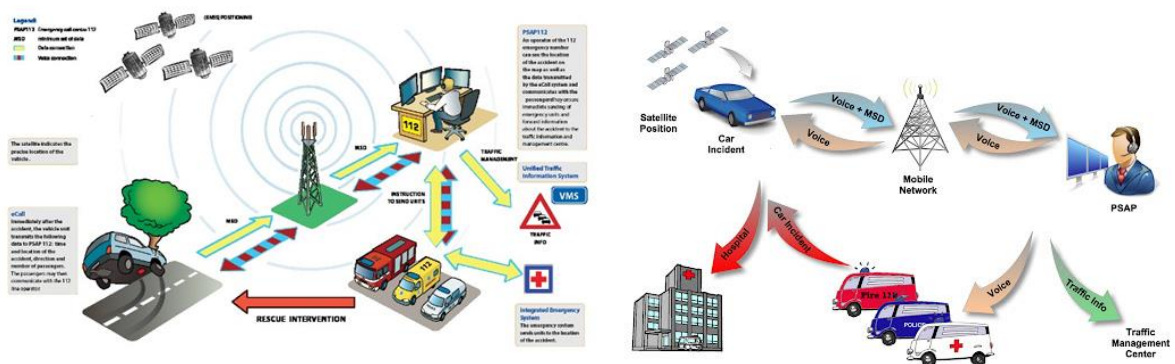 Legend:
PSAP112 Emergency call centre 112
MSD minimum set of data
Data connection
Voice connection
(GNSS) POSITIONING
PSAP112
An operator of the 112
emergency number
can see the location
of the accident on
the map as well as
the data transmitted
by the eCall system and
communicates with the
immediate sending of
emergency units and
forward information
about the accident to the
traffic information and
management centre.
112
The satellite indicates the
precise location of the
vehicle.
MSD
TRAFFIC
MANAGEMENT
Unified Traffic
Information System
VMS
INSTRUCTION
TO SEND UNITS
TRAFFIC
INFO
eCall
Immediately after the
accident, the vehicle unit
transmits the following
data to PSAP 112: time
and location of the
accident, direction and
number of passengers.
The passengers may then
communicate with the 112
line operator.
MSD
112
RESCUE INTERVENTION
Integrated Emergency
System
The emergency system
sends units to the location
of the accident.
Satellite
Position
Car
Incident
Voice + MSD
Voice
Mobile
Network
Voice + MSD
Voice
PSAP
Hospital
Car Incident
Fire 112
POLICE
Voice
Traffic Info
Traffic
Management
Center